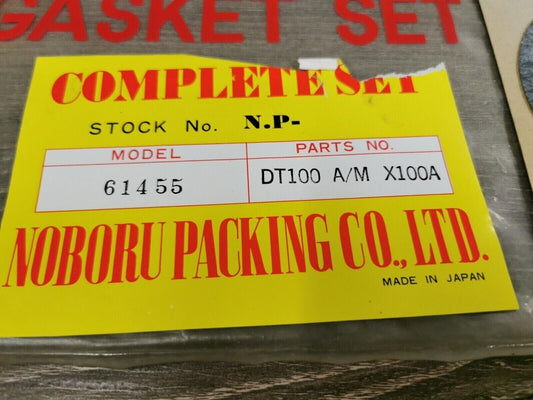 GASKET SET
COMPLETE SET
STOCK No. N.P-
MODEL PARTS NO.
61455 DT100 A/M X100A
NOBORU PACKING CO., LTD.
MADE IN JAPAN